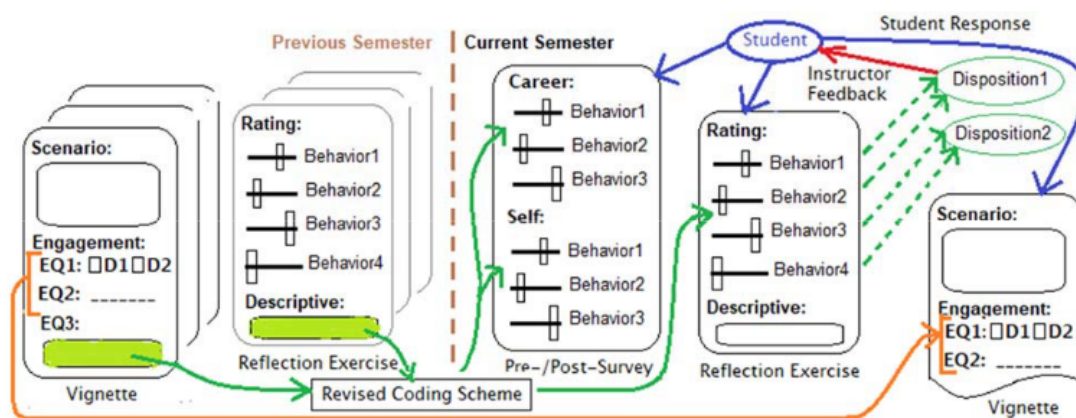 Previous Semester
Current Semester
Student
Student Response
Instructor
Feedback
Disposition1
Disposition2
Scenario:
Engagement:
EQ1: □D1 □D2
EQ2: _______
EQ3:
Vignette
Rating:
Behavior1
Behavior2
Behavior3
Behavior4
Descriptive:
Reflection Exercise
Revised Coding Scheme
Career:
Behavior1
Behavior2
Behavior3
Self:
Behavior1
Behavior2
Behavior3
Pre-/Post-Survey
Rating:
Behavior1
Behavior2
Behavior3
Behavior4
Descriptive:
Reflection Exercise
Scenario:
Engagement:
EQ1: □D1 □D2
EQ2: _______
Vignette